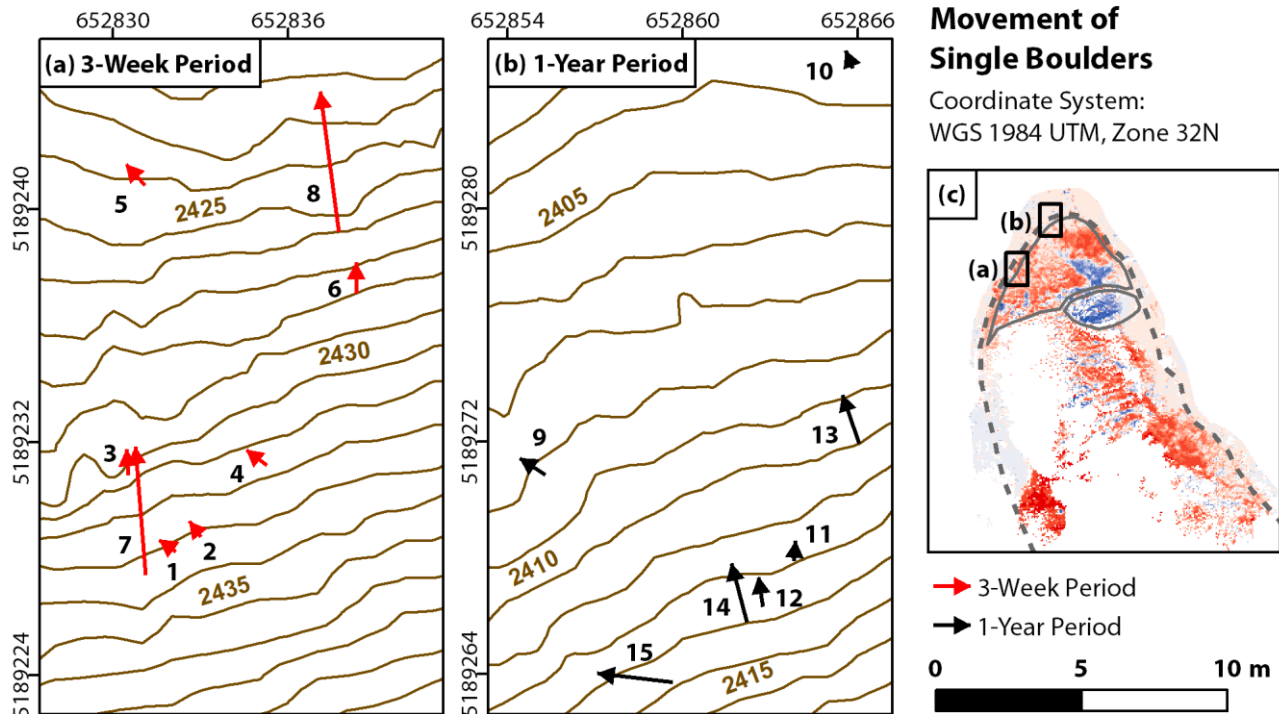 652830 652836 652854 652860 652866
(a) 3-Week Period
(b) 1-Year Period
Movement of
Single Boulders
Coordinate System:
WGS 1984 UTM, Zone 32N
5189240
5189232
5189224
5
2425
8
6
2430
3
4
7
1
2
2435
5189280
5189272
5189264
10
2405
9
13
2410
11
12
14
15
2415
(c)
(b)
(a)
3-Week Period
1-Year Period
0 5 10 m